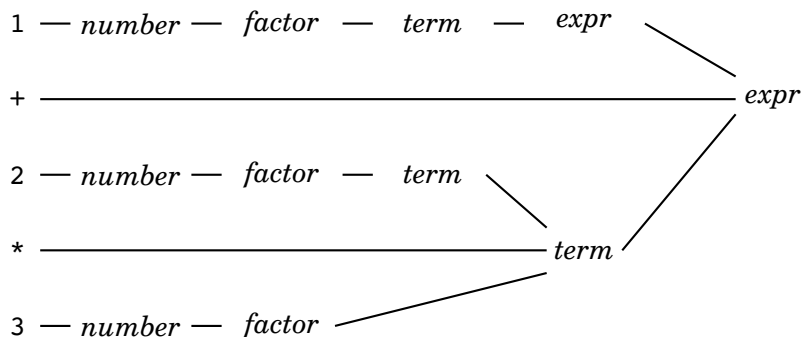 1 number factor term expr
+ expr
2 number factor term
* term
3 number factor